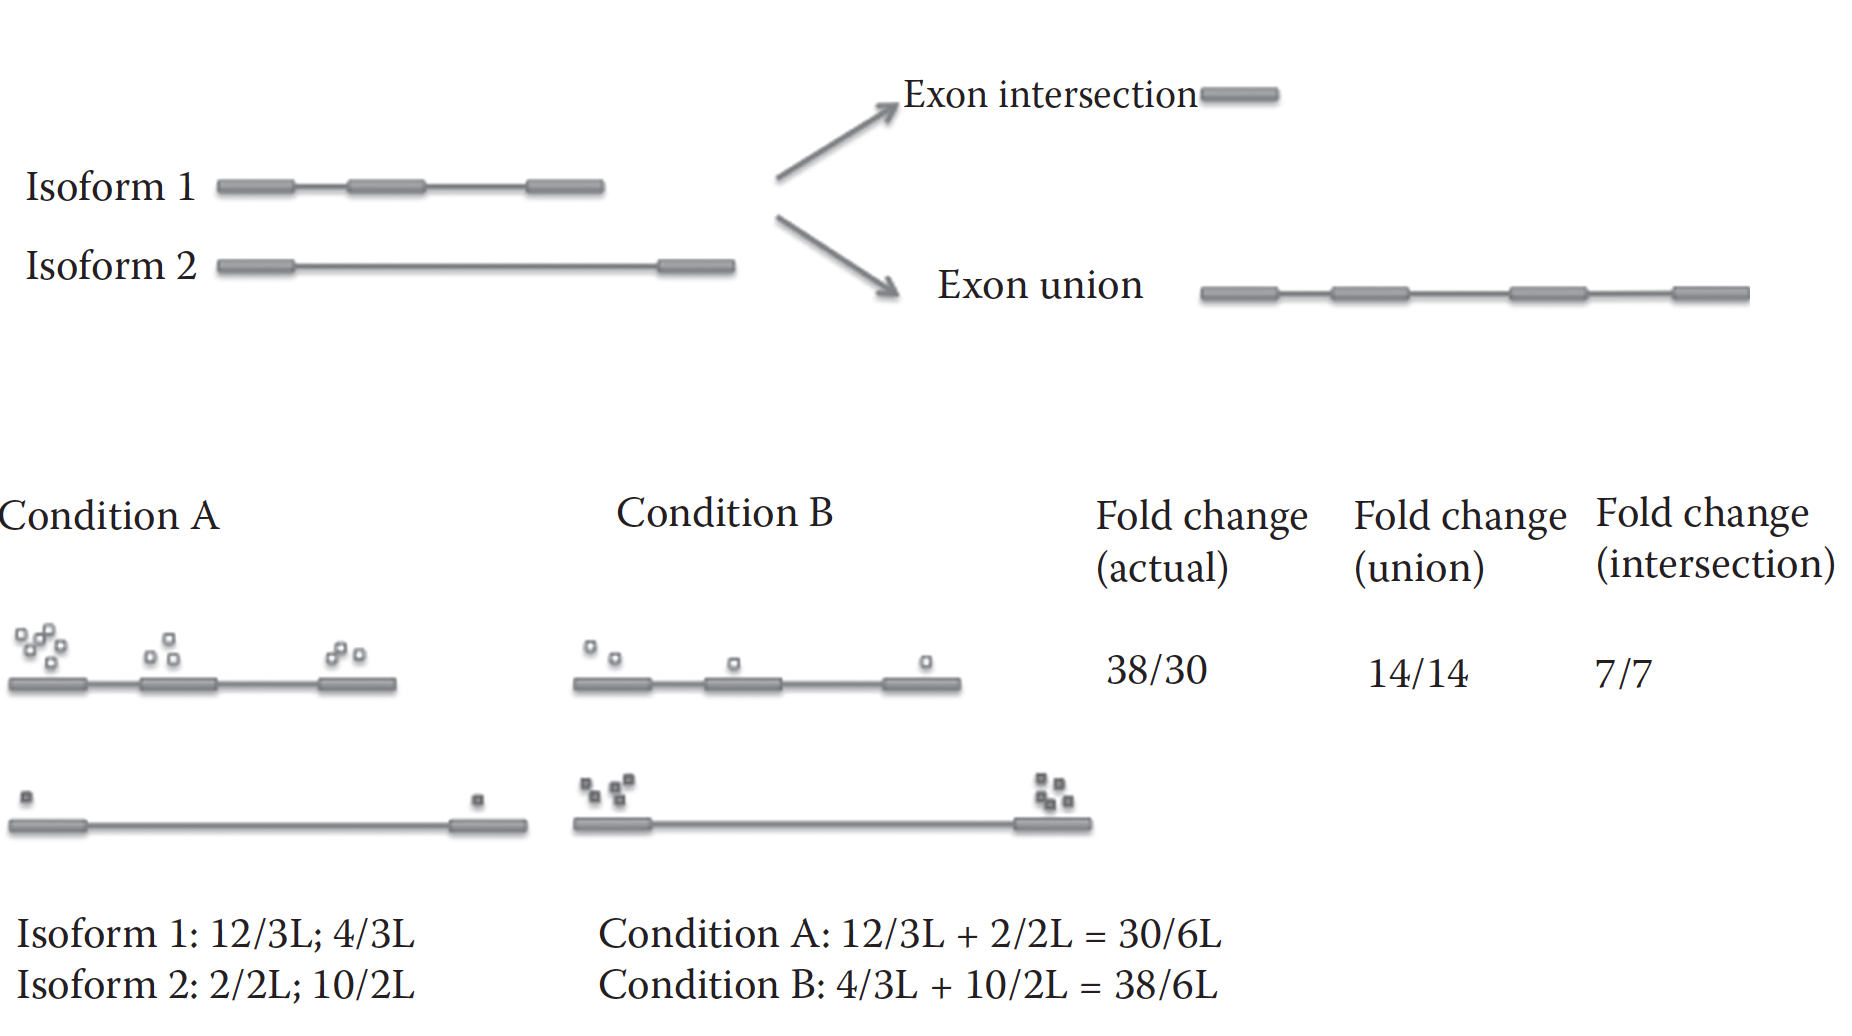 Exon intersection
Isoform 1
Isoform 2
Exon union
Condition A
Condition B
Fold change
(actual)
Fold change
(union)
Fold change
(intersection)
38/30
14/14
7/7
Isoform 1: 12/3L; 4/3L
Isoform 2: 2/2L; 10/2L
Condition A: 12/3L + 2/2L = 30/6L
Condition B: 4/3L + 10/2L = 38/6L